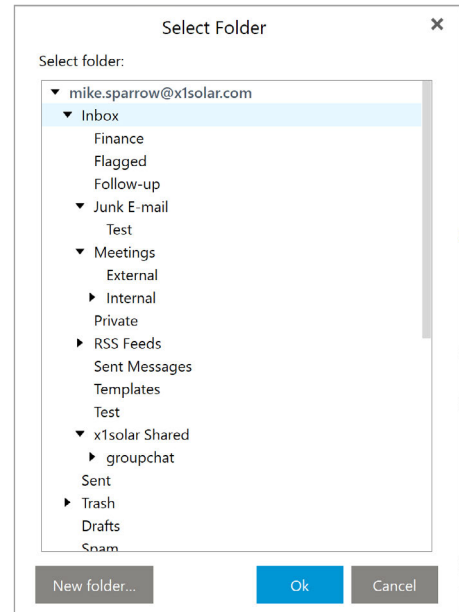 Select Folder
Select folder:
mike.sparrow@x1solar.com
Inbox
Finance
Flagged
Follow-up
Junk E-mail
Test
Meetings
External
Internal
Private
RSS Feeds
Sent Messages
Templates
Test
x1solar Shared
groupchat
Sent
Trash
Drafts
Spam
New folder...
Ok
Cancel